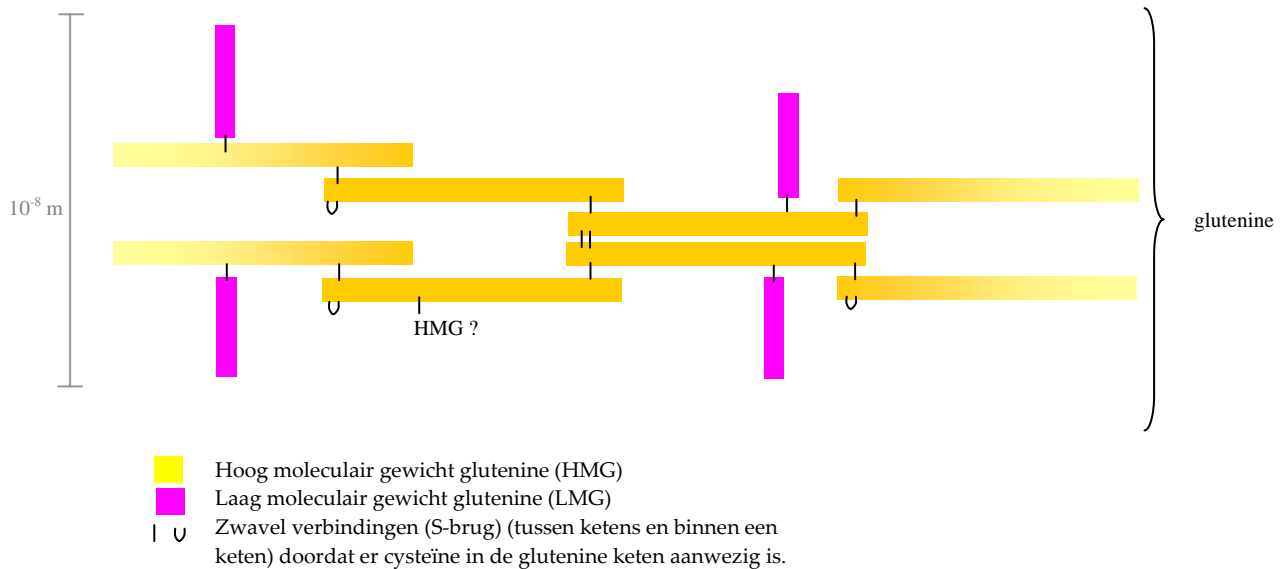 10⁻⁸ m
glutenine
HMG ?
Hoog moleculair gewicht glutenine (HMG)
Laag moleculair gewicht glutenine (LMG)
Zwavel verbindingen (S-brug) (tussen ketens en binnen een
keten) doordat er cysteïne in de glutenine keten aanwezig is.